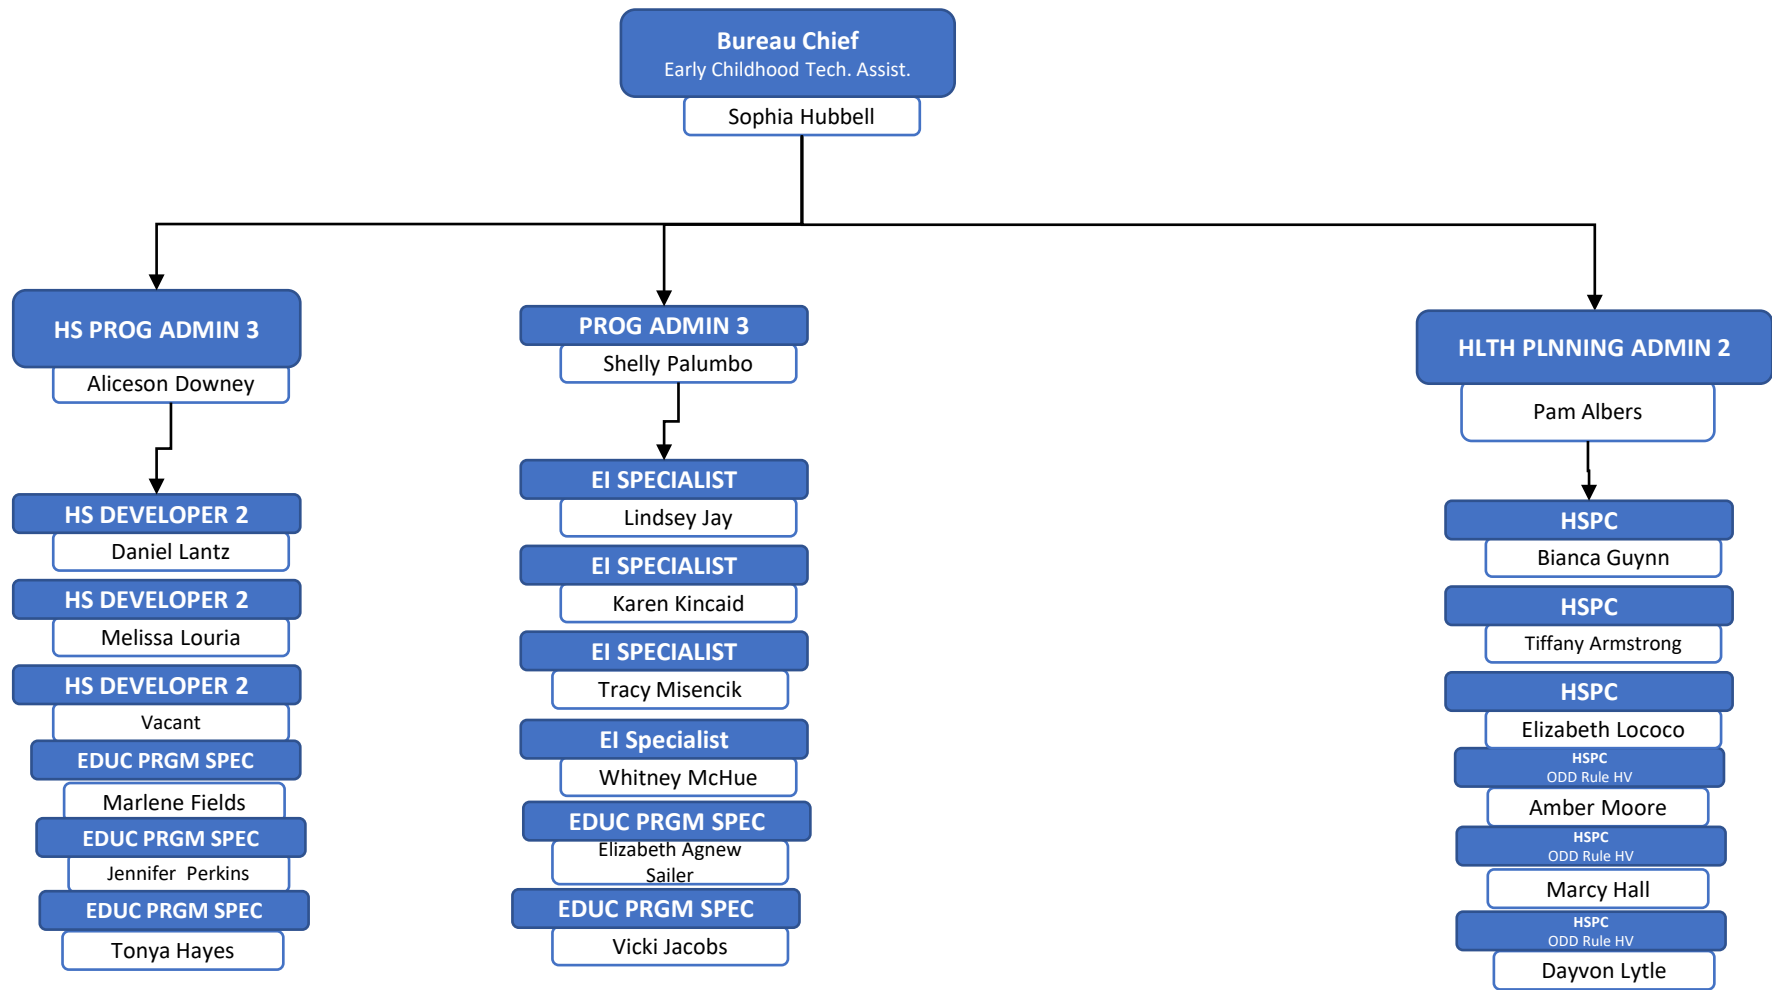 Bureau Chief
Early Childhood Tech. Assist.
Sophia Hubbell
HS PROG ADMIN 3
Aliceson Downey
HS DEVELOPER 2
Daniel Lantz
HS DEVELOPER 2
Melissa Louria
HS DEVELOPER 2
Vacant
EDUC PRGM SPEC
Marlene Fields
EDUC PRGM SPEC
Jennifer  Perkins
EDUC PRGM SPEC
Tonya Hayes
PROG ADMIN 3
Shelly Palumbo
EI SPECIALIST
Lindsey Jay
EI SPECIALIST
Karen Kincaid
EI SPECIALIST
Tracy Misencik
EI Specialist
Whitney McHue
EDUC PRGM SPEC
Elizabeth Agnew
Sailer
EDUC PRGM SPEC
Vicki Jacobs
HLTH PLNNING ADMIN 2
Pam Albers
HSPC
Bianca Guynn
HSPC
Tiffany Armstrong
HSPC
Elizabeth Lococo
HSPC
ODD Rule HV
Amber Moore
HSPC
ODD Rule HV
Marcy Hall
HSPC
ODD Rule HV
Dayvon Lytle